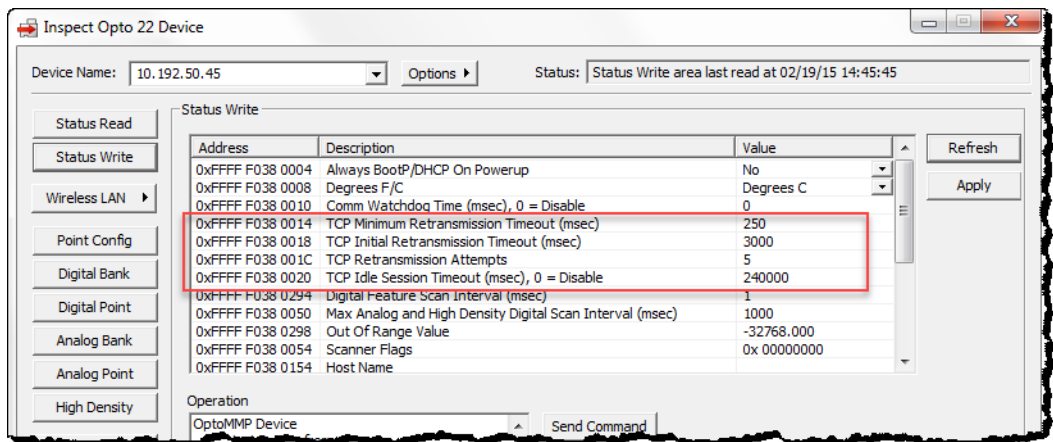 Inspect Opto 22 Device
Device Name: 10.192.50.45 Options Status: Status Write area last read at 02/19/15 14:45:45
Status Read
Status Write
Wireless LAN
Point Config
Digital Bank
Digital Point
Analog Bank
Analog Point
High Density
Status Write
Address Description Value
0xFFFF F038 0004 Always BootP/DHCP On Powerup No
0xFFFF F038 0008 Degrees F/C Degrees C
0xFFFF F038 0010 Comm Watchdog Time (msec), 0 = Disable 0
0xFFFF F038 0014 TCP Minimum Retransmission Timeout (msec) 250
0xFFFF F038 0018 TCP Initial Retransmission Timeout (msec) 3000
0xFFFF F038 001C TCP Retransmission Attempts 5
0xFFFF F038 0020 TCP Idle Session Timeout (msec), 0 = Disable 240000
0xFFFF F038 0294 Digital Feature Scan Interval (msec) 1
0xFFFF F038 0050 Max Analog and High Density Digital Scan Interval (msec) 1000
0xFFFF F038 0298 Out Of Range Value -32768.000
0xFFFF F038 0054 Scanner Flags 0x 00000000
0xFFFF F038 0154 Host Name
Refresh
Apply
Operation
OptoMMP Device
Send Command